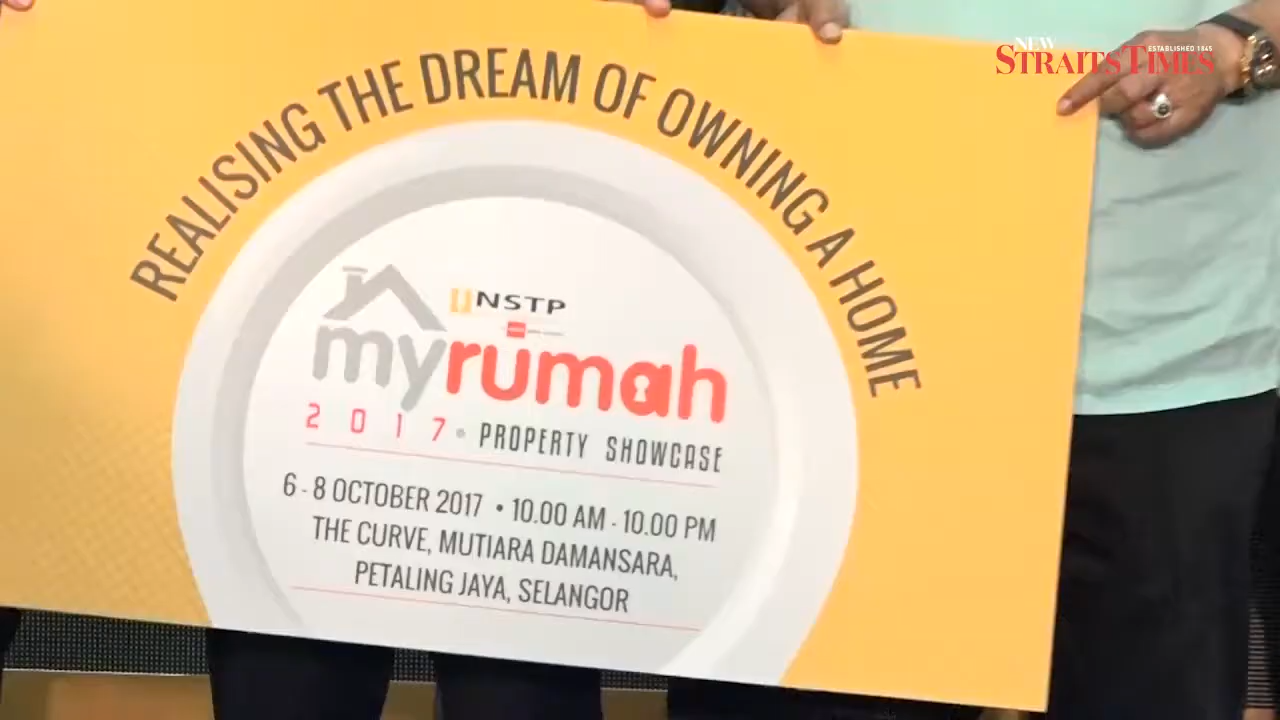 NEW
STRAITS TIMES
ESTABLISHED 1845
REALISING THE DREAM OF OWNING A HOME
NSTP
myrumah
2017 • PROPERTY SHOWCASE
6 - 8 OCTOBER 2017 • 10.00 AM - 10.00 PM
THE CURVE, MUTIARA DAMANSARA,
PETALING JAYA, SELANGOR